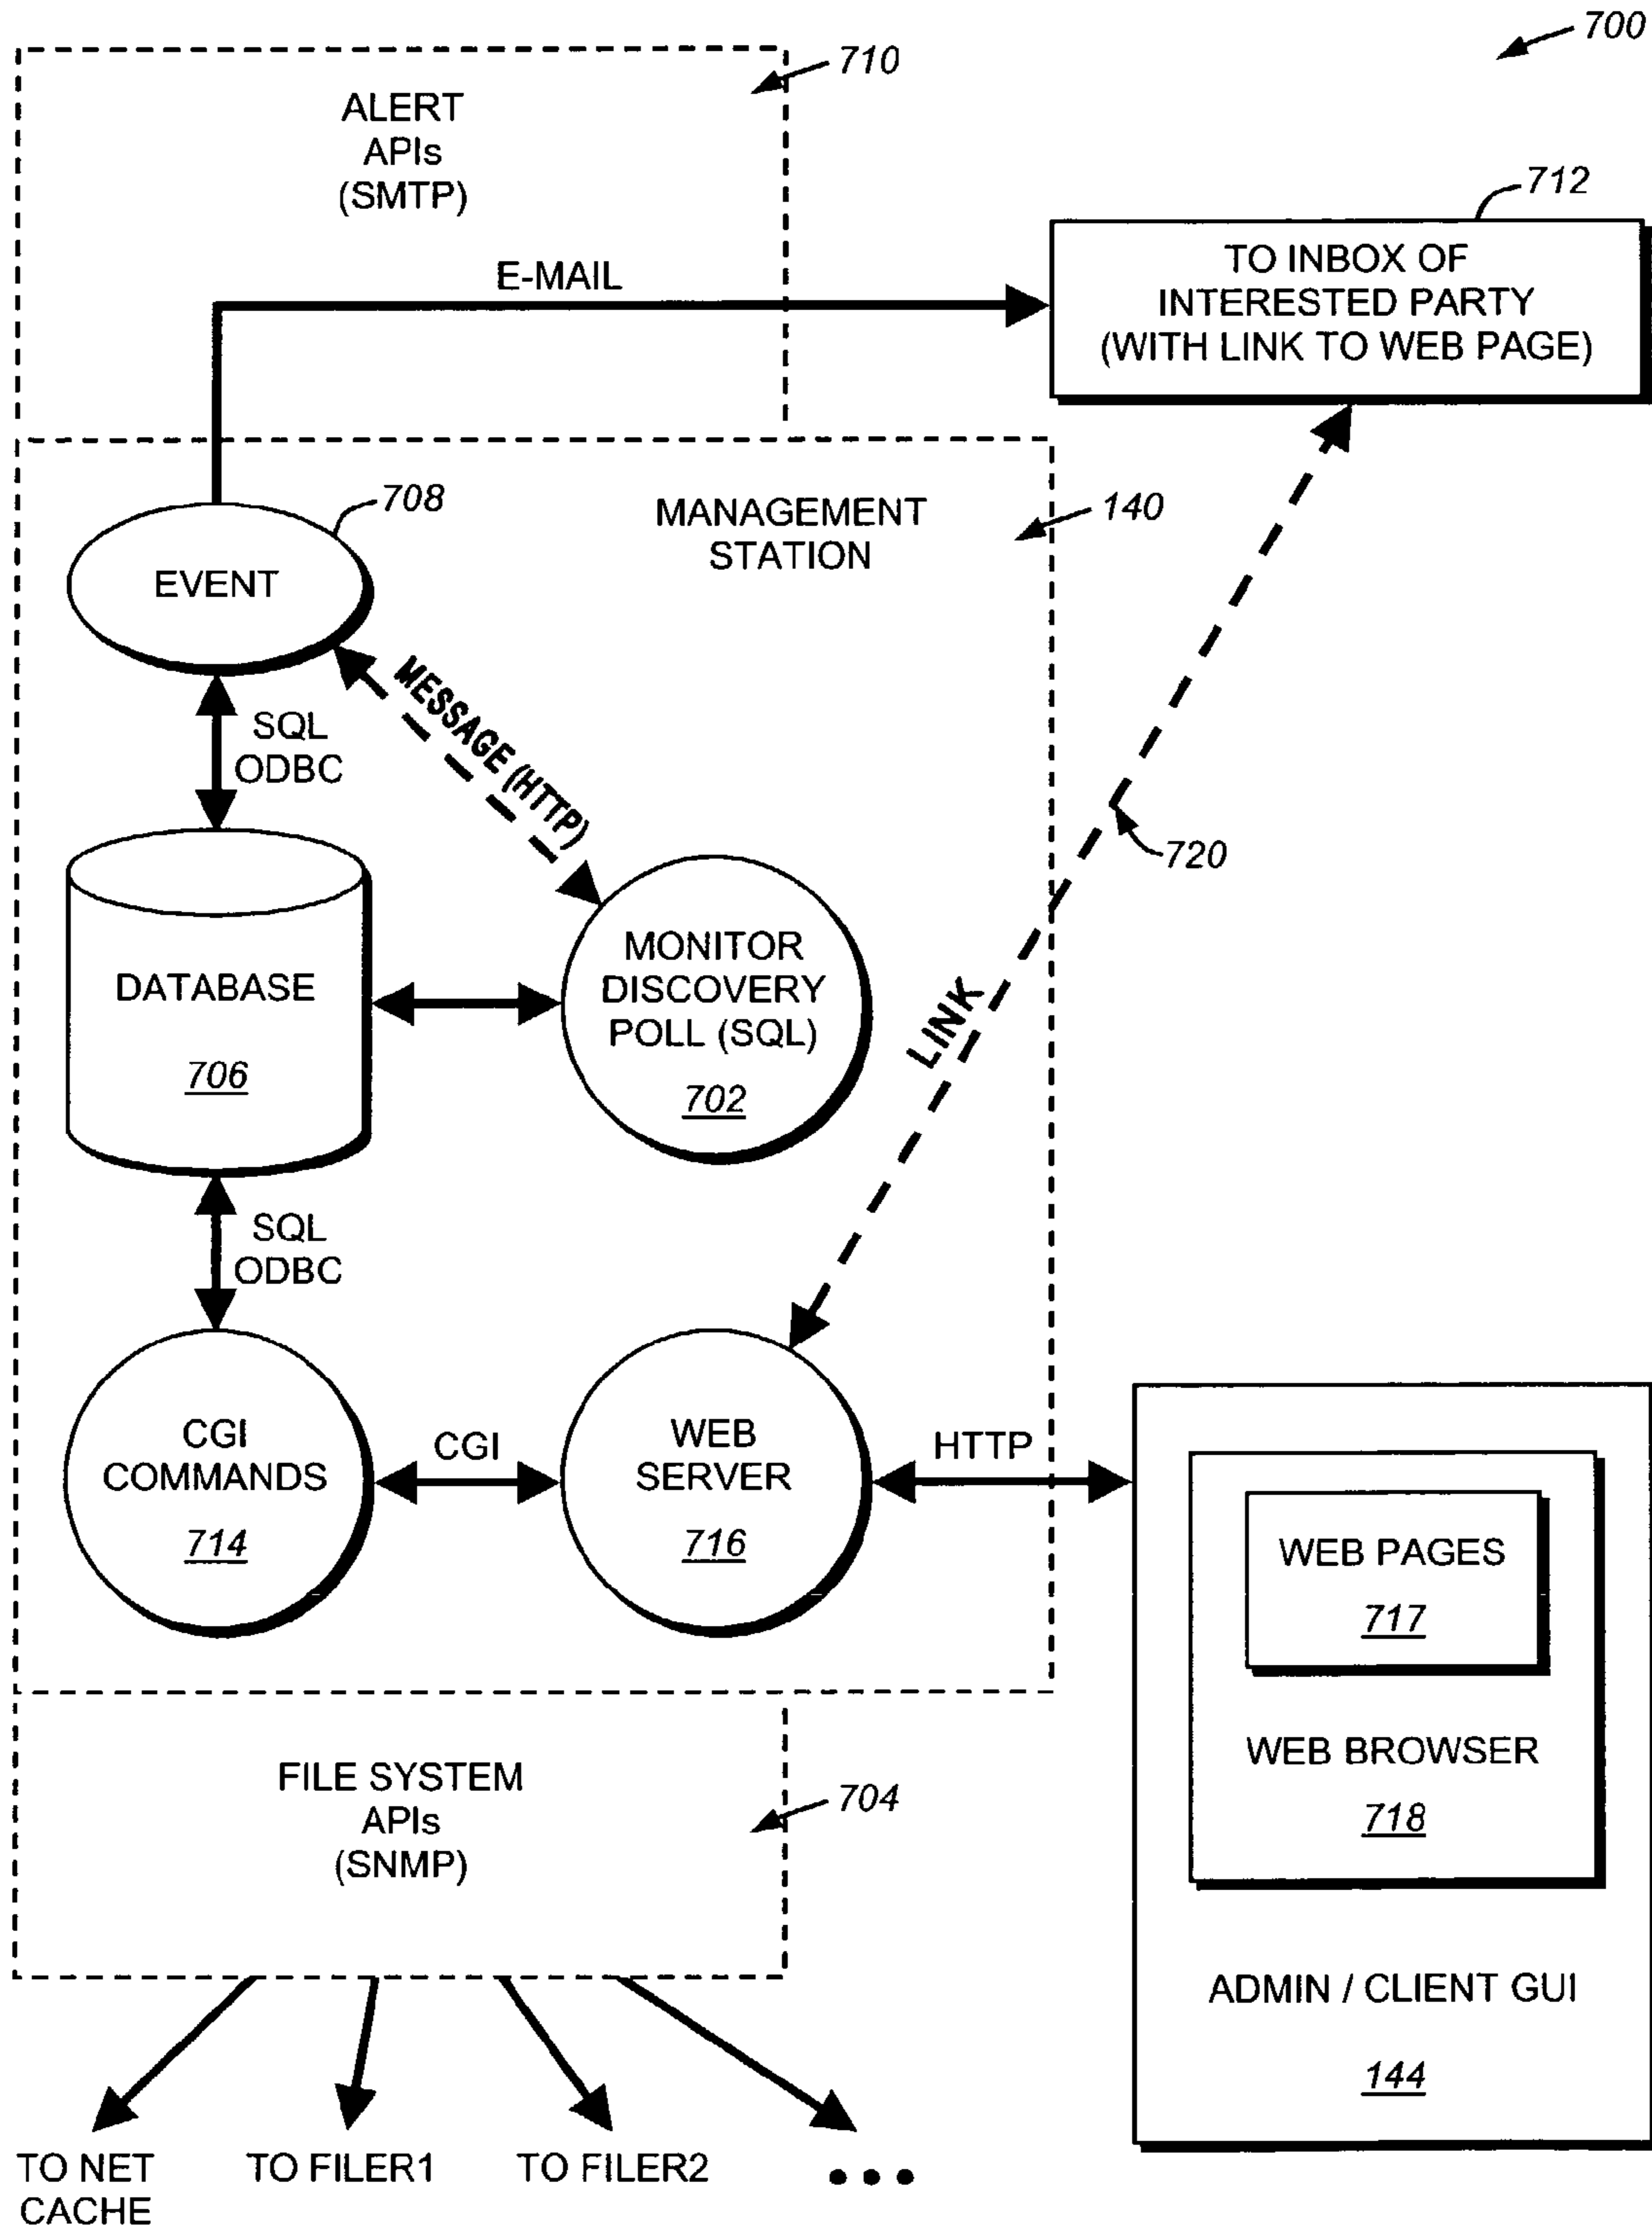 700
710
ALERT
APIs
(SMTP)
712
TO INBOX OF
INTERESTED PARTY
(WITH LINK TO WEB PAGE)
E-MAIL
708
MANAGEMENT
STATION
140
EVENT
MESSAGE (HTTP)
SQL
ODBC
720
DATABASE
706
MONITOR
DISCOVERY
POLL (SQL)
702
LINK
SQL
ODBC
CGI
COMMANDS
714
CGI
WEB
SERVER
716
HTTP
WEB PAGES
717
WEB BROWSER
718
ADMIN / CLIENT GUI
144
FILE SYSTEM
APIs
(SNMP)
704
TO NET
CACHE
TO FILER1
TO FILER2
• • •